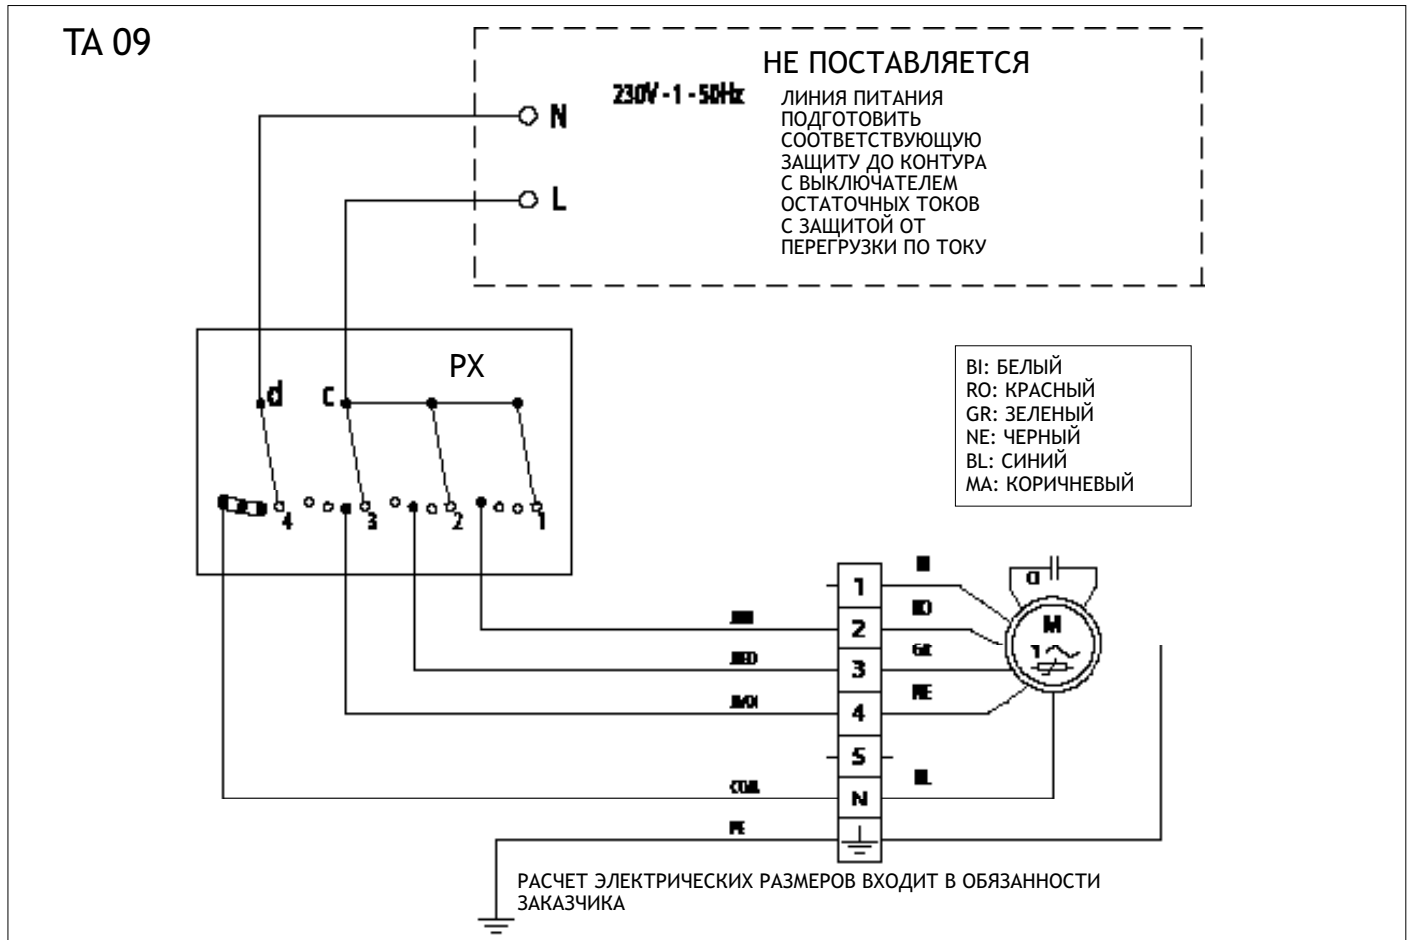 TA 09
НЕ ПОСТАВЛЯЕТСЯ
230V - 1 - 50Hz
ЛИНИЯ ПИТАНИЯ
ПОДГОТОВИТЬ
СООТВЕТСТВУЮЩУЮ
ЗАЩИТУ ДО КОНТУРА
С ВЫКЛЮЧАТЕЛЕМ
ОСТАТОЧНЫХ ТОКОВ
С ЗАЩИТОЙ ОТ
ПЕРЕГРУЗКИ ПО ТОКУ
N
L
PX
d
c
4
3
2
1
BI: БЕЛЫЙ
RO: КРАСНЫЙ
GR: ЗЕЛЕНЫЙ
NE: ЧЕРНЫЙ
BL: СИНИЙ
MA: КОРИЧНЕВЫЙ
1
RO
2
GR
3
NE
4
5
BL
N
PE
M
1
РАСЧЕТ ЭЛЕКТРИЧЕСКИХ РАЗМЕРОВ ВХОДИТ В ОБЯЗАННОСТИ
ЗАКАЗЧИКА